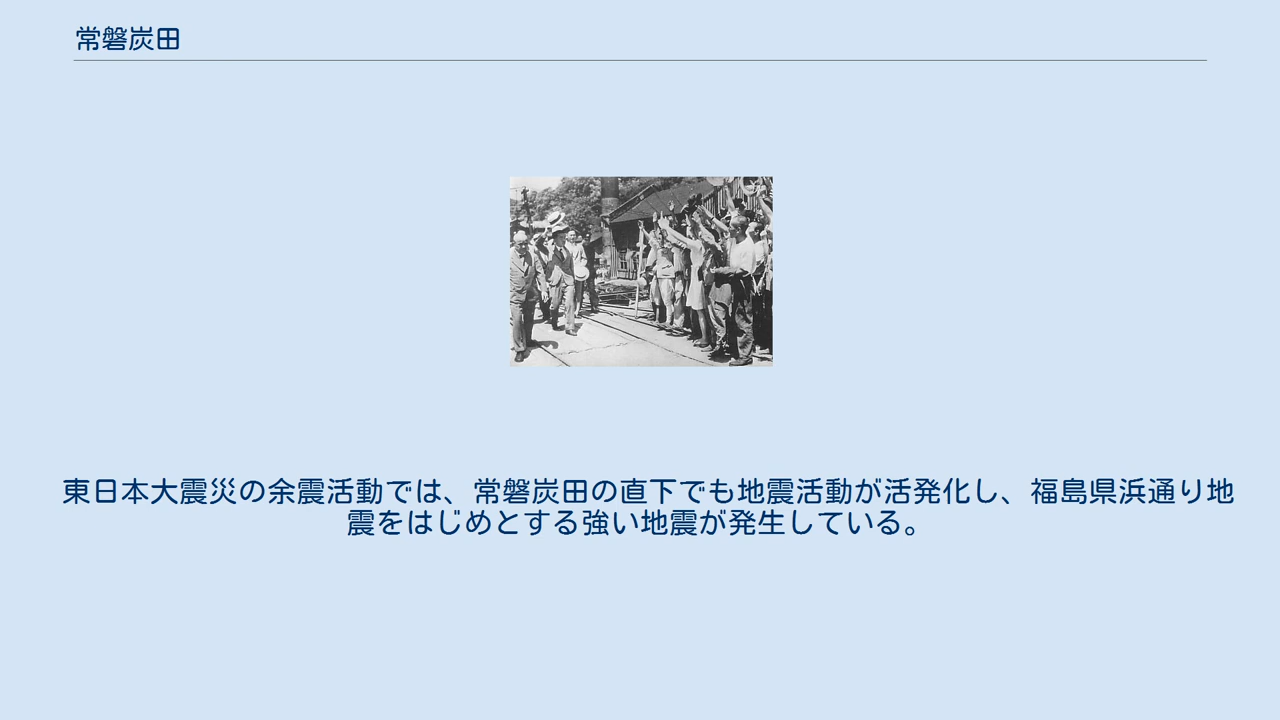 常磐炭田
東日本大震災の余震活動では、常磐炭田の直下でも地震活動が活発化し、福島県浜通り地
震をはじめとする強い地震が発生している。